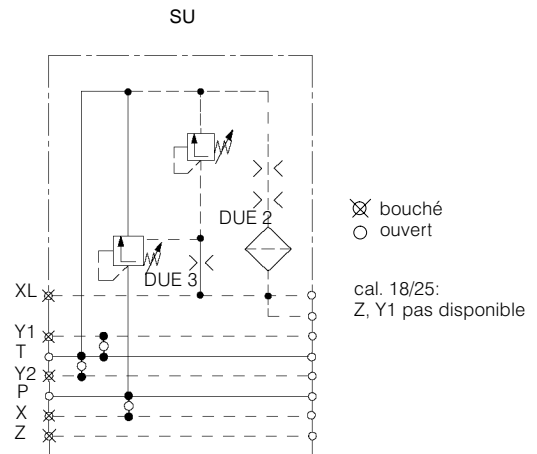 SU
DUE 2
DUE 3
bouché
ouvert
cal. 18/25:
Z, Y1 pas disponible
XL
Y1
T
Y2
P
X
Z